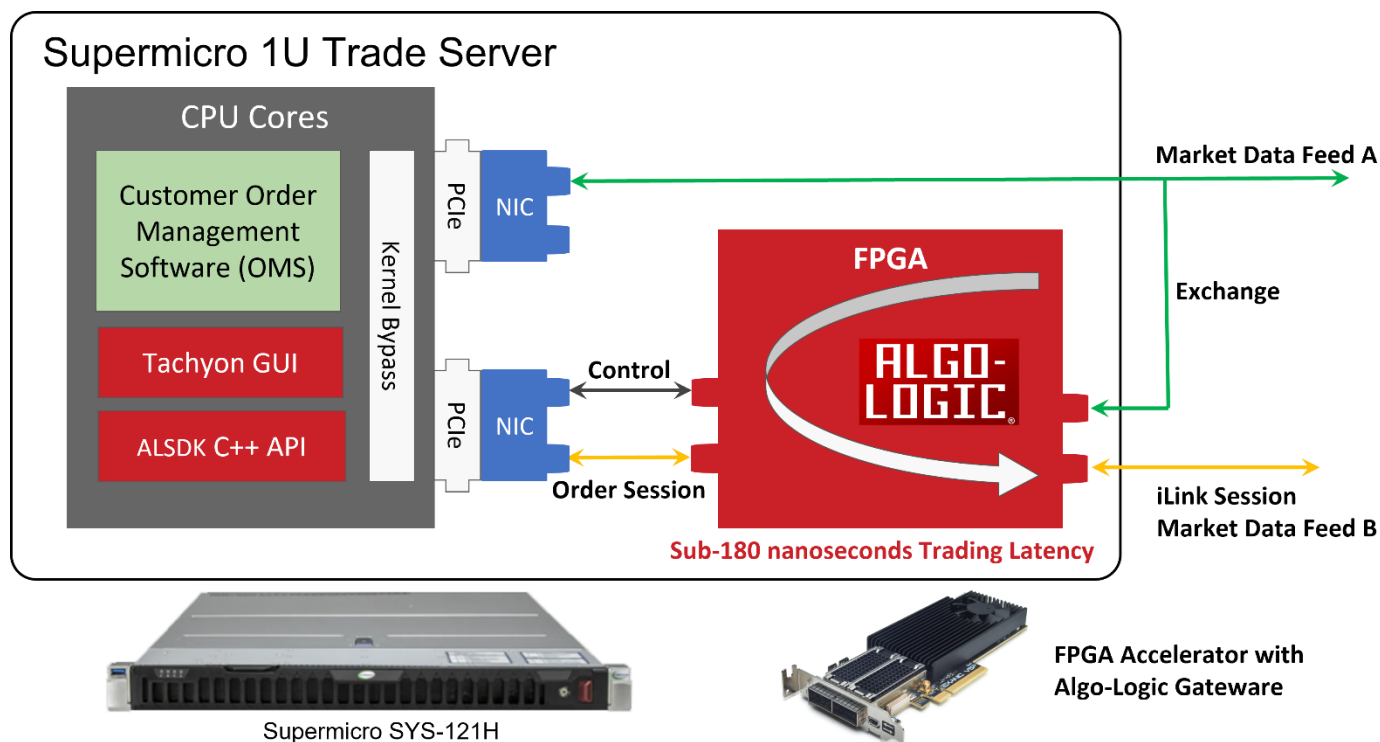 Supermicro 1U Trade Server
CPU Cores
Customer Order
Management
Software (OMS)
Tachyon GUI
ALSDK C++ API
Kernel Bypass
PCIe
NIC
PCIe
NIC
Control
Order Session
FPGA
ALGO-
LOGIC®
Sub-180 nanoseconds Trading Latency
Market Data Feed A
Exchange
iLink Session
Market Data Feed B
Supermicro SYS-121H
FPGA Accelerator with
Algo-Logic Gateware